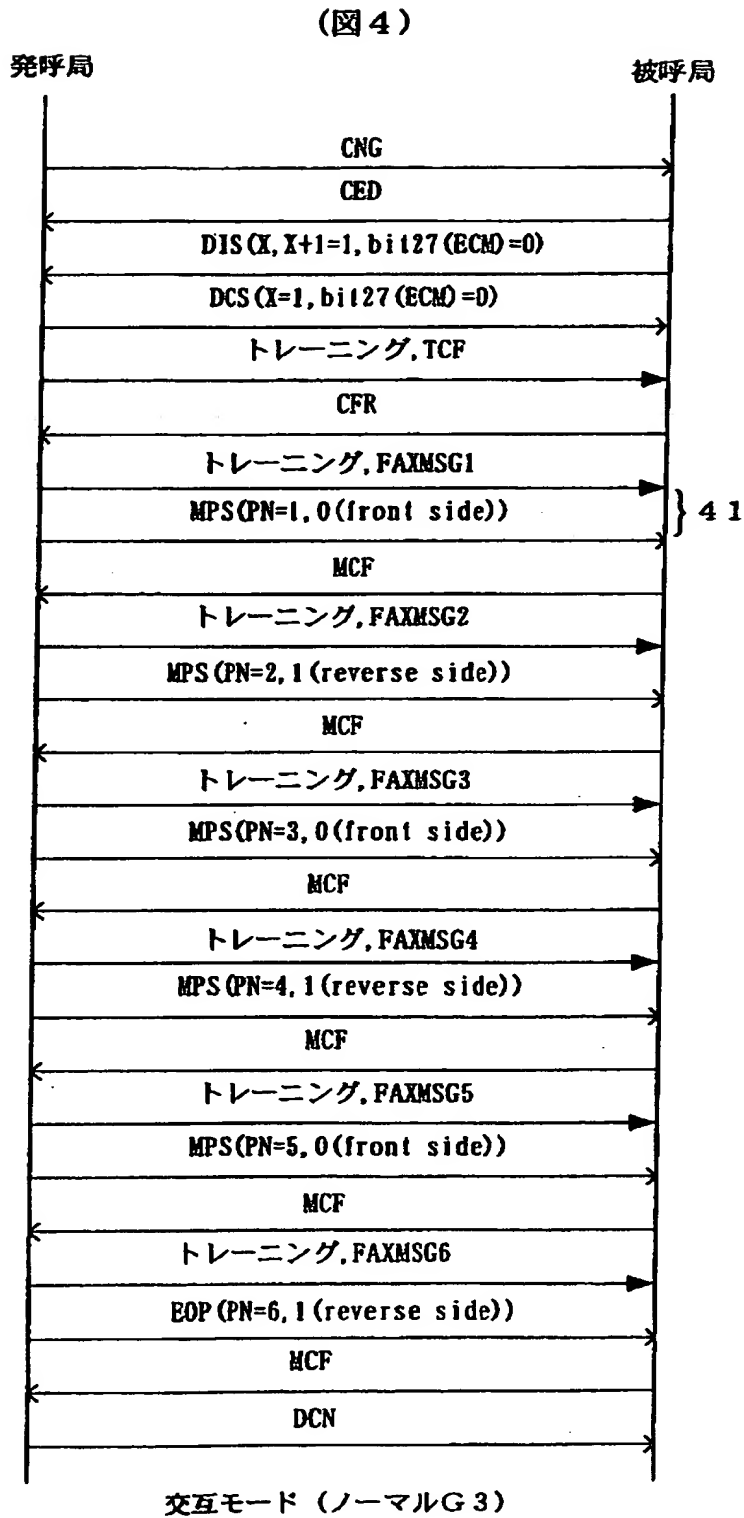 (図4)
発呼局 被呼局
CNG
CED
DIS(X,X+1=1,bit27(ECM)=0)
DCS(X=1,bit27(ECM)=0)
トレーニング,TCF
CFR
トレーニング,FAXMSG1
MPS(PN=1,0(front side)) } 41
MCF
トレーニング,FAXMSG2
MPS(PN=2,1(reverse side))
MCF
トレーニング,FAXMSG3
MPS(PN=3,0(front side))
MCF
トレーニング,FAXMSG4
MPS(PN=4,1(reverse side))
MCF
トレーニング,FAXMSG5
MPS(PN=5,0(front side))
MCF
トレーニング,FAXMSG6
EOP(PN=6,1(reverse side))
MCF
DCN
交互モード(ノーマルG3)